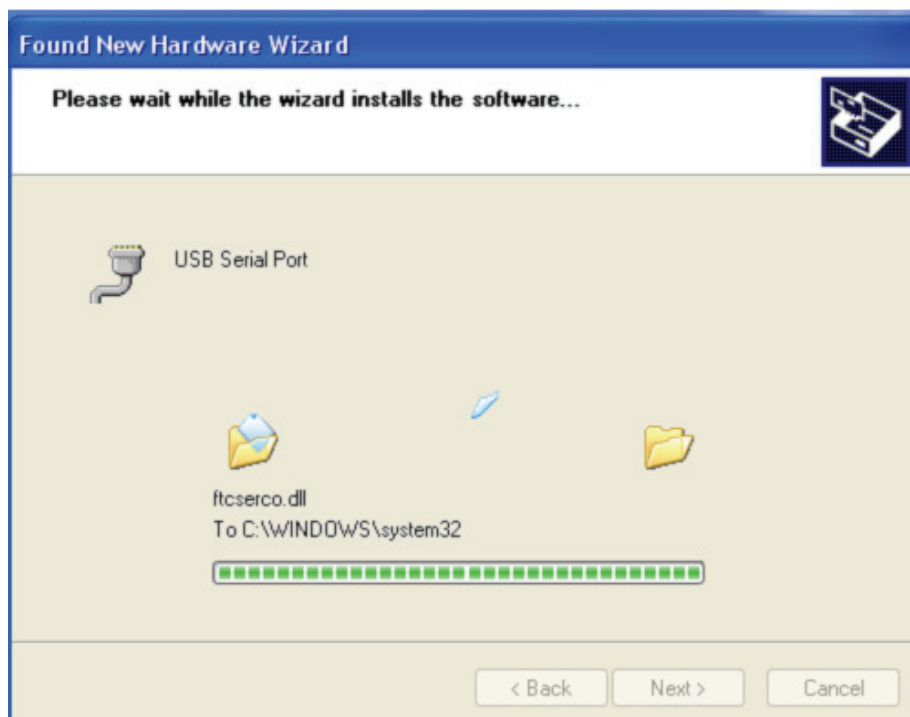 Found New Hardware Wizard
Please wait while the wizard installs the software...
USB Serial Port
ftcserco.dll
To C:\WINDOWS\system32
< Back
Next >
Cancel